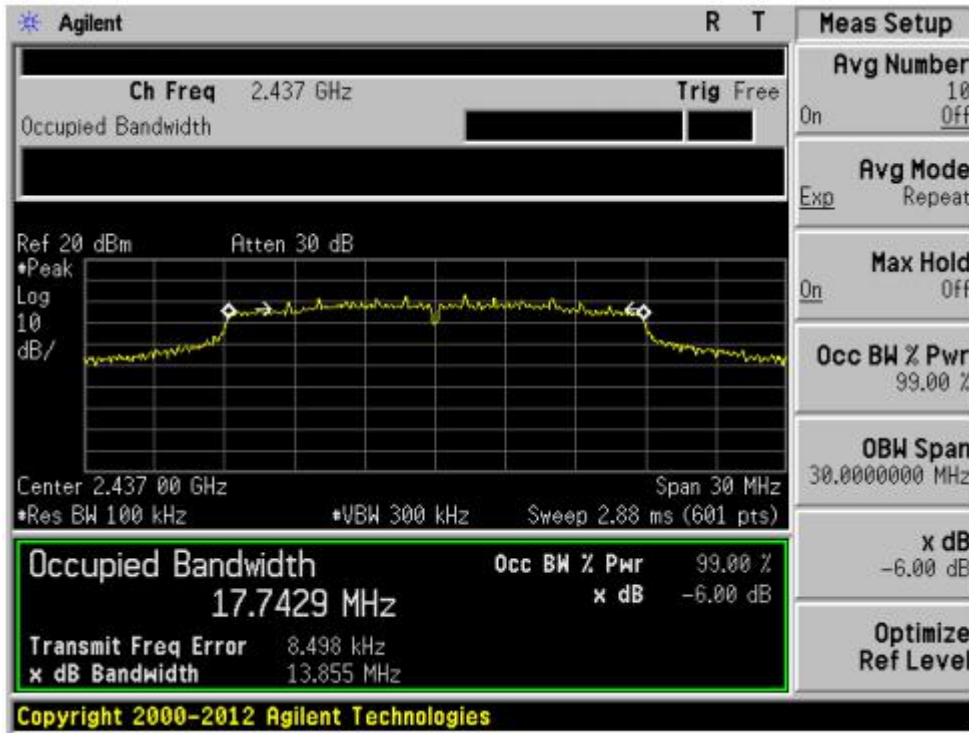 Agilent R T
Ch Freq 2.437 GHz Trig Free
Occupied Bandwidth
Ref 20 dBm Atten 30 dB
#Peak
Log
10
dB/
Center 2.437 00 GHz Span 30 MHz
#Res BW 100 kHz #VBW 300 kHz Sweep 2.88 ms (601 pts)
Occupied Bandwidth
17.7429 MHz
Occ BW % Pwr 99.00 %
x dB -6.00 dB
Transmit Freq Error 8.498 kHz
x dB Bandwidth 13.855 MHz
Copyright 2000-2012 Agilent Technologies
Meas Setup
Avg Number
10
On Off
Avg Mode
Exp Repeat
Max Hold
On Off
Occ BW % Pwr
99.00 %
OBW Span
30.0000000 MHz
x dB
-6.00 dB
Optimize
Ref Level